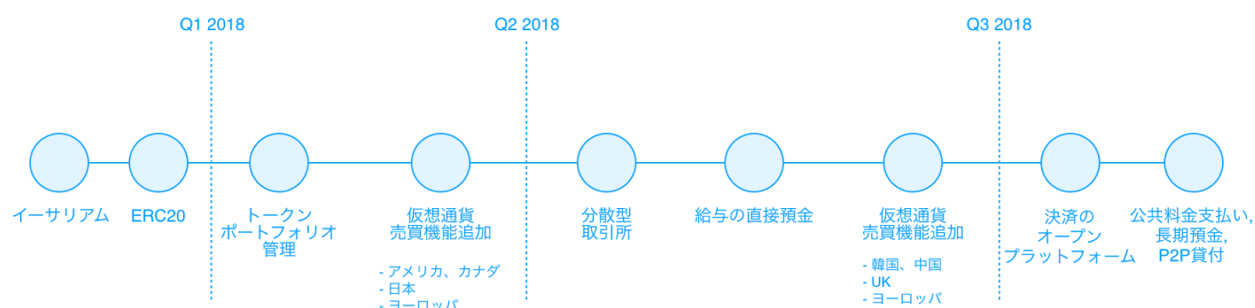 Q1 2018
Q2 2018
Q3 2018
イーサリアム
ERC20
トークン
ポートフォリオ
管理
仮想通貨
売買機能追加
- アメリカ、カナダ
- 日本
- ヨーロッパ
分散型
取引所
給与の直接預金
仮想通貨
売買機能追加
- 韓国、中国
- UK
- ヨーロッパ
決済の
オープン
プラットフォーム
公共料金支払い,
長期預金,
P2P貸付